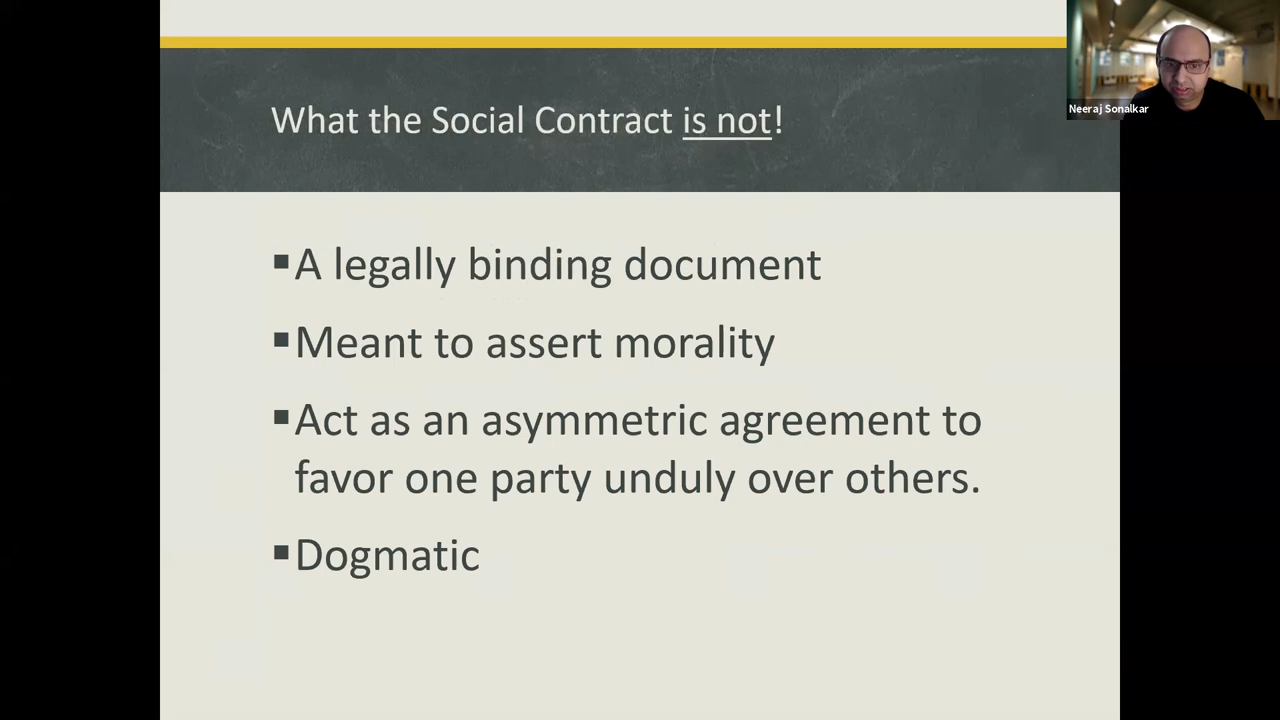 What the Social Contract is not!
Neeraj Sonalkar
▪A legally binding document
▪Meant to assert morality
▪Act as an asymmetric agreement to
favor one party unduly over others.
▪Dogmatic